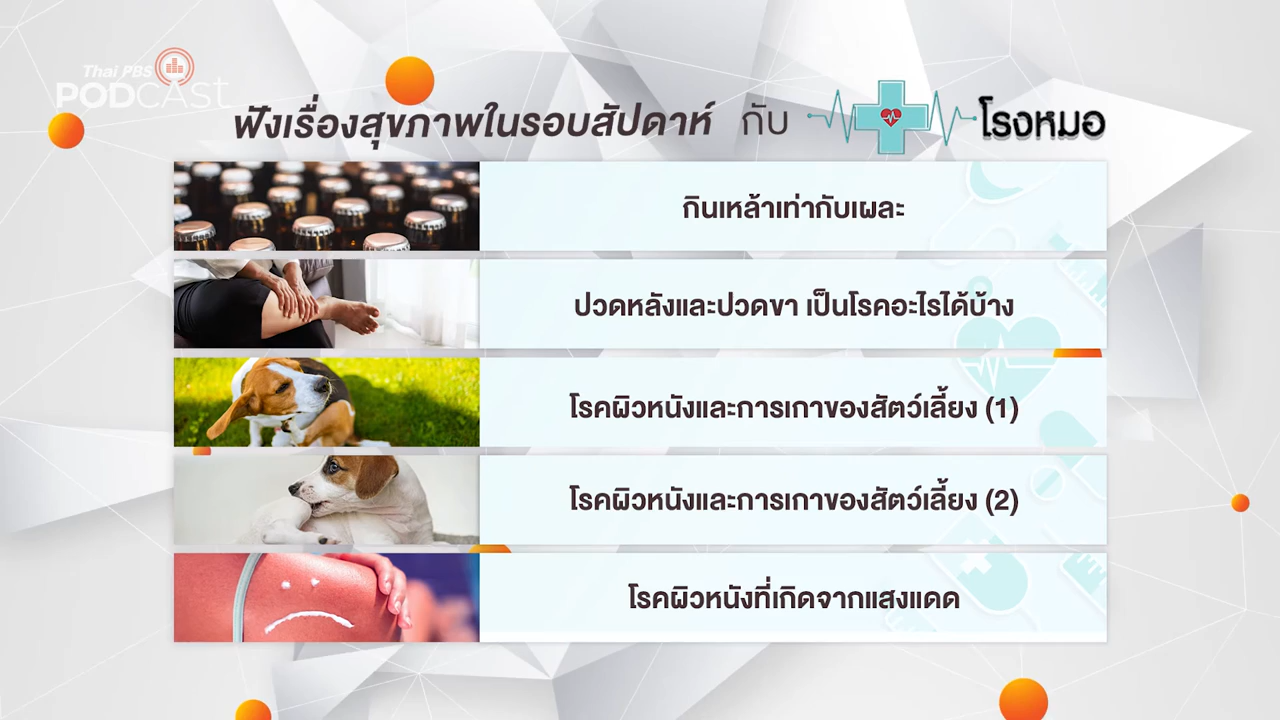 Thai PBS
PODCAST
ฟังเรื่องสุขภาพในรอบสัปดาห์ กับ โรงหมอ
กินเหล้าเท่ากับเผละ
ปวดหลังและปวดขา เป็นโรคอะไรได้บ้าง
โรคผิวหนังและการเกาของสัตว์เลี้ยง (1)
โรคผิวหนังและการเกาของสัตว์เลี้ยง (2)
โรคผิวหนังที่เกิดจากแสงแดด